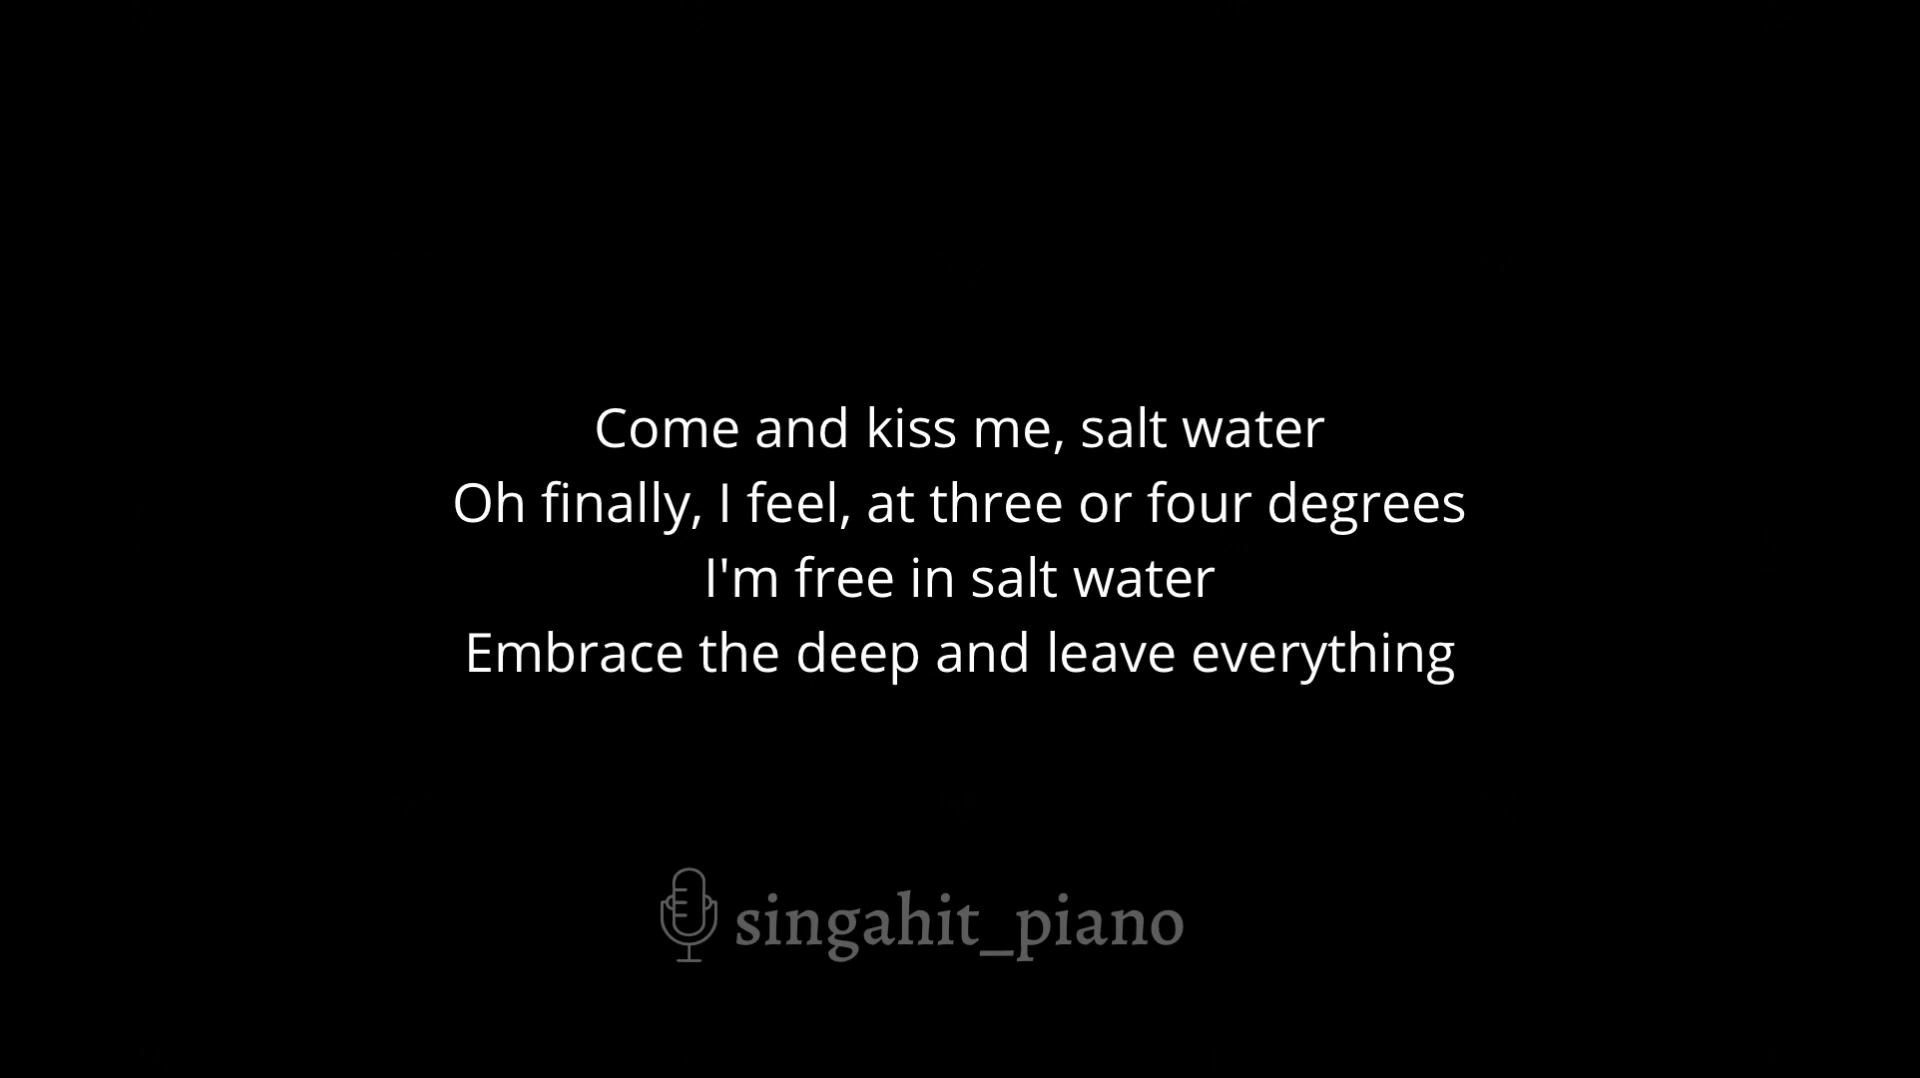 Come and kiss me, salt water
Oh finally, I feel, at three or four degrees
I'm free in salt water
Embrace the deep and leave everything
singahit_piano